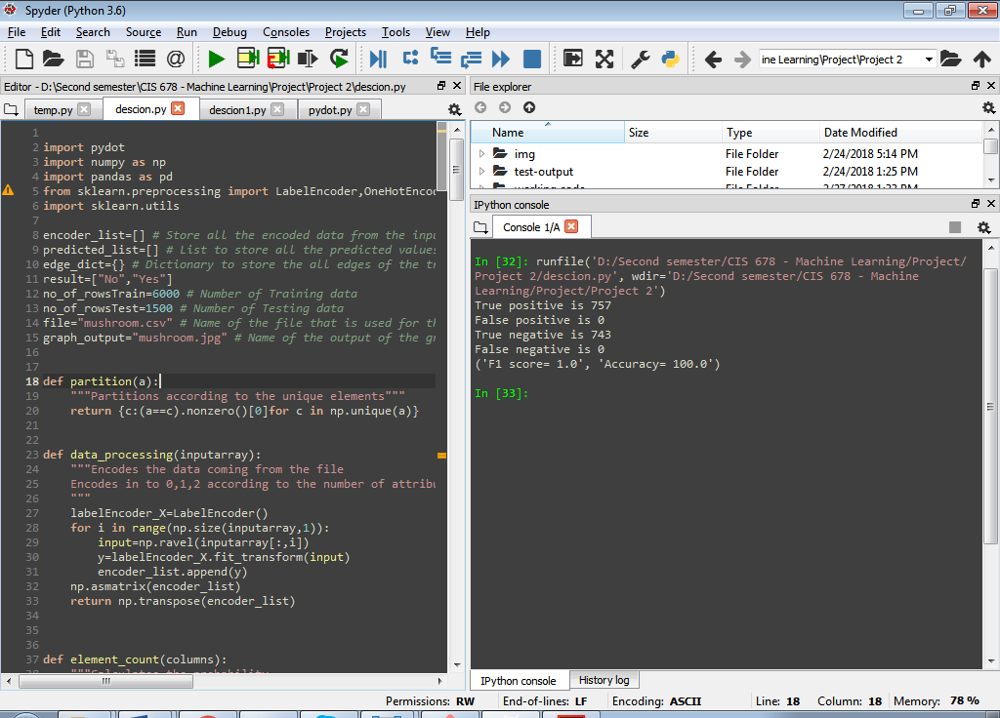 Spyder (Python 3.6)
File Edit Search Source Run Debug Consoles Projects Tools View Help
ine Learning\Project\Project 2
Editor - D:\Second semester\CIS 678 - Machine Learning\Project\Project 2\descion.py
temp.py descion.py descion1.py pydot.py
1
2 import pydot
3 import numpy as np
4 import pandas as pd
5 from sklearn.preprocessing import LabelEncoder,OneHotEncod
6 import sklearn.utils
7
8 encoder_list=[] # Store all the encoded data from the inpu
9 predicted_list=[] # List to store all the predicted values
10 edge_dict={} # Dictionary to store the all edges of the tr
11 result=["No","Yes"]
12 no_of_rowsTrain=6000 # Number of Training data
13 no_of_rowsTest=1500 # Number of Testing data
14 file="mushroom.csv" # Name of the file that is used for th
15 graph_output="mushroom.jpg" # Name of the output of the gr
16
17
18 def partition(a):
19 """Partitions according to the unique elements"""
20 return {c:(a==c).nonzero()[0]for c in np.unique(a)}
21
22
23 def data_processing(inputarray):
24 """Encodes the data coming from the file
25 Encodes in to 0,1,2 according to the number of attribu
26 """
27 labelEncoder_X=LabelEncoder()
28 for i in range(np.size(inputarray,1)):
29 input=np.ravel(inputarray[:,i])
30 y=labelEncoder_X.fit_transform(input)
31 encoder_list.append(y)
32 np.asmatrix(encoder_list)
33 return np.transpose(encoder_list)
34
35
36
37 def element_count(columns):
38 """Calculates the probability
File explorer
Name Size Type Date Modified
img File Folder 2/24/2018 5:14 PM
test-output File Folder 2/24/2018 1:25 PM
working code File Folder 2/27/2018 1:33 PM
IPython console
Console 1/A
In [32]: runfile('D:/Second semester/CIS 678 - Machine Learning/Project/
Project 2/descion.py', wdir='D:/Second semester/CIS 678 - Machine
Learning/Project/Project 2')
True positive is 757
False positive is 0
True negative is 743
False negative is 0
('F1 score= 1.0', 'Accuracy= 100.0')
In [33]:
IPython console History log
Permissions: RW End-of-lines: LF Encoding: ASCII Line: 18 Column: 18 Memory: 78 %